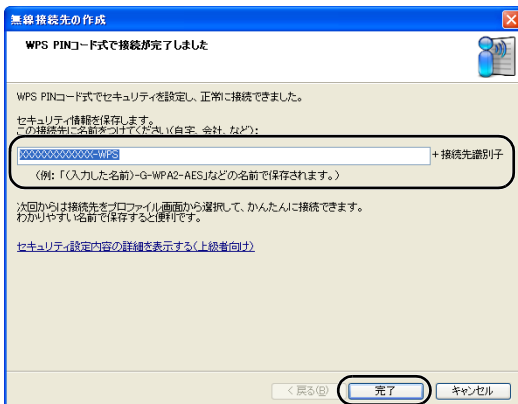 無線接続先の作成
WPS PINコード式で接続が完了しました
WPS PINコード式でセキュリティを設定し、正常に接続できました。
セキュリティ情報を保存します。
この接続先に名前をつけてください(自宅、会社、など):
XXXXXXXXXXXX-WPS
+接続先識別子
(例:「(入力した名前)-G-WPA2-AES」などの名前で保存されます。)
次回からは接続先をプロファイル画面から選択して、かんたんに接続できます。
わかりやすい名前で保存すると便利です。
セキュリティ設定内容の詳細を表示する(上級者向け)
< 戻る(B)
完了
キャンセル